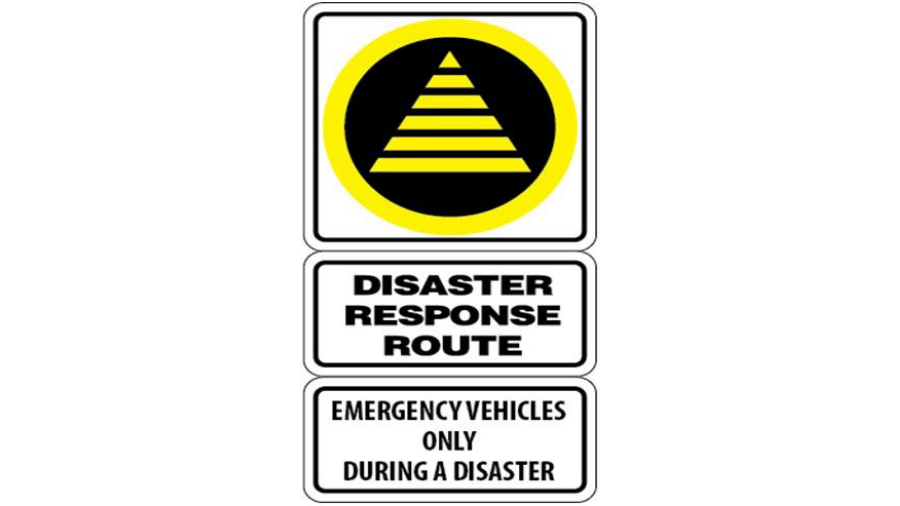 DISASTER
RESPONSE
ROUTE
EMERGENCY VEHICLES
ONLY
DURING A DISASTER